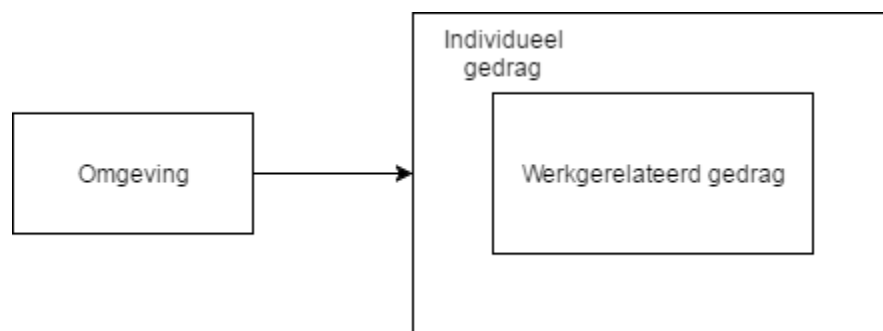 Individueel
gedrag
Omgeving
Werkgerelateerd gedrag